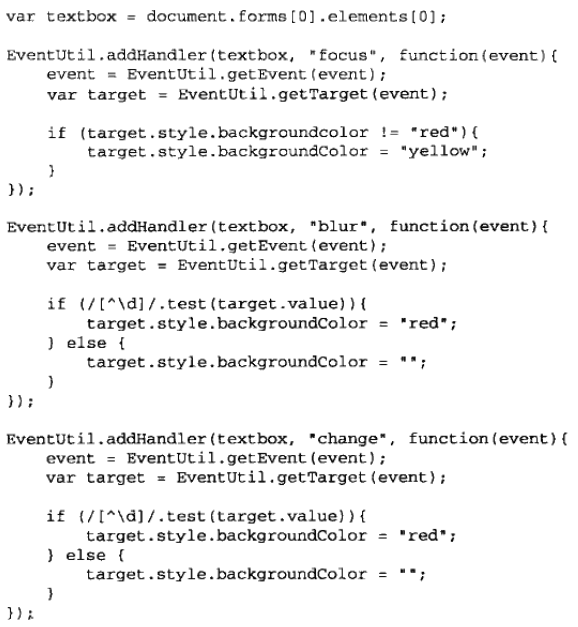 var textbox = document.forms[0].elements[0];
EventUtil.addHandler(textbox, "focus", function(event){
    event = EventUtil.getEvent(event);
    var target = EventUtil.getTarget(event);
    if (target.style.backgroundcolor != "red"){
        target.style.backgroundColor = "yellow";
    }
});
EventUtil.addHandler(textbox, "blur", function(event){
    event = EventUtil.getEvent(event);
    var target = EventUtil.getTarget(event);
    if (/[^\d]/.test(target.value)){
        target.style.backgroundColor = "red";
    } else {
        target.style.backgroundColor = "";
    }
});
EventUtil.addHandler(textbox, "change", function(event){
    event = EventUtil.getEvent(event);
    var target = EventUtil.getTarget(event);
    if (/[^\d]/.test(target.value)){
        target.style.backgroundColor = "red";
    } else {
        target.style.backgroundColor = "";
    }
});